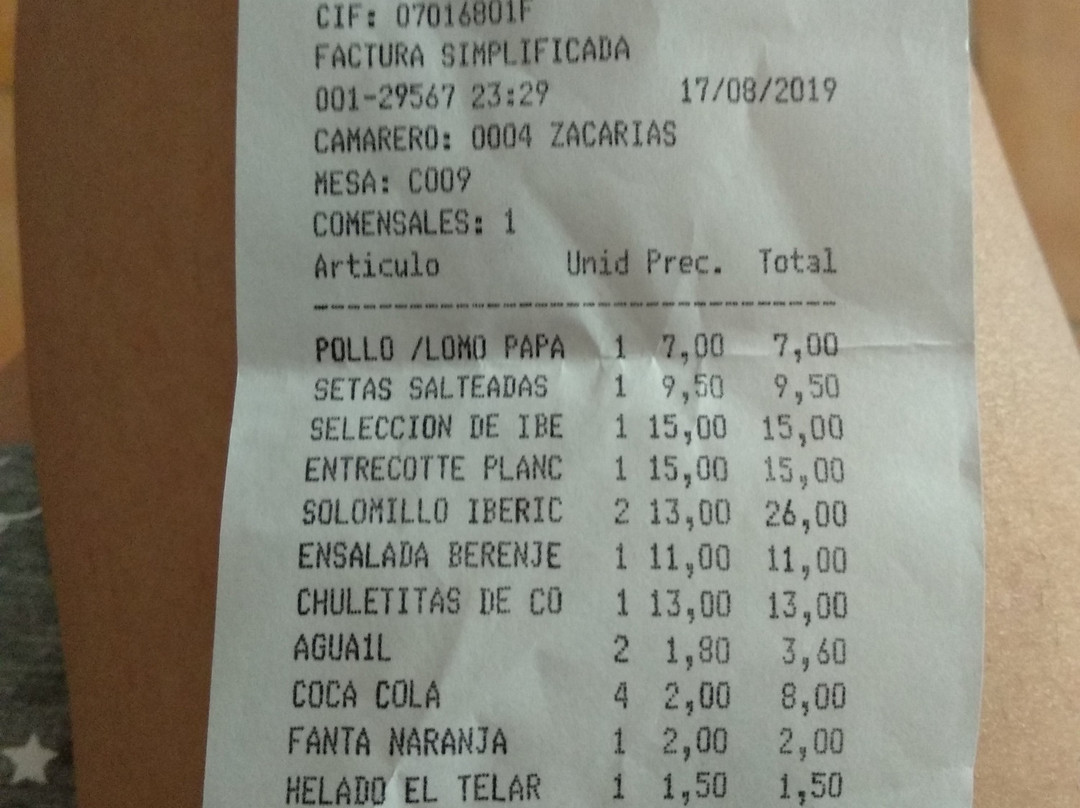 CIF: 07016801F
FACTURA SIMPLIFICADA
001-29567 23:29 17/08/2019
CAMARERO: 0004 ZACARIAS
MESA: C009
COMENSALES: 1
Articulo Unid Prec. Total
POLLO /LOMO PAPA 1 7,00 7,00
SETAS SALTEADAS 1 9,50 9,50
SELECCION DE IBE 1 15,00 15,00
ENTRECOTTE PLANC 1 15,00 15,00
SOLOMILLO IBERIC 2 13,00 26,00
ENSALADA BERENJE 1 11,00 11,00
CHULETITAS DE CO 1 13,00 13,00
AGUA1L 2 1,80 3,60
COCA COLA 4 2,00 8,00
FANTA NARANJA 1 2,00 2,00
HELADO EL TELAR 1 1,50 1,50